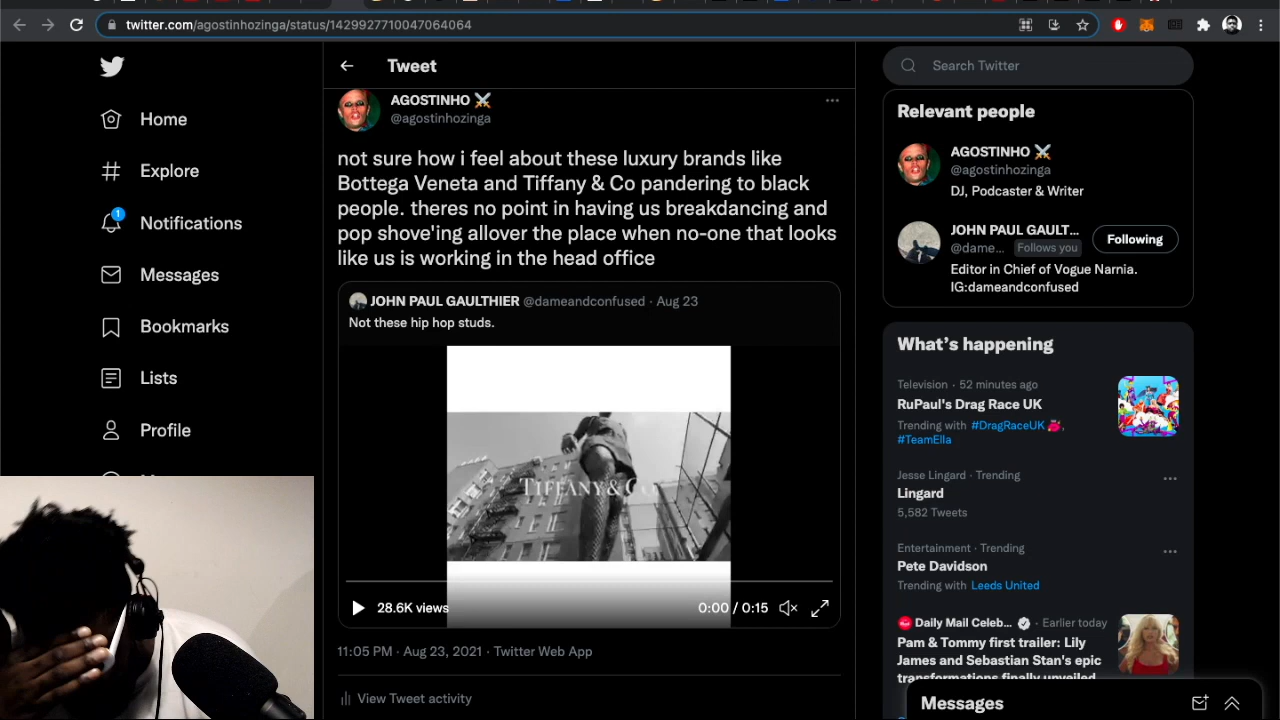 twitter.com/agostinhozinga/status/1429927710047064064
Home
Explore
1
Notifications
Messages
Bookmarks
Lists
Profile
Tweet
AGOSTINHO ⚔️
@agostinhozinga
not sure how i feel about these luxury brands like
Bottega Veneta and Tiffany & Co pandering to black
people. theres no point in having us breakdancing and
pop shove'ing allover the place when no-one that looks
like us is working in the head office
JOHN PAUL GAULTHIER @dameandconfused · Aug 23
Not these hip hop studs.
TIFFANY & CO.
28.6K views
0:00 / 0:15
11:05 PM · Aug 23, 2021 · Twitter Web App
View Tweet activity
Search Twitter
Relevant people
AGOSTINHO ⚔️
@agostinhozinga
DJ, Podcaster & Writer
JOHN PAUL GAULT...
@dame... Follows you
Following
Editor in Chief of Vogue Narnia.
IG:dameandconfused
What's happening
Television · 52 minutes ago
RuPaul's Drag Race UK
Trending with #DragRaceUK,
#TeamElla
Jesse Lingard · Trending
Lingard
5,582 Tweets
Entertainment · Trending
Pete Davidson
Trending with Leeds United
Daily Mail Celeb... · Earlier today
Pam & Tommy first trailer: Lily
James and Sebastian Stan's epic
transformations finally unveiled
Messages